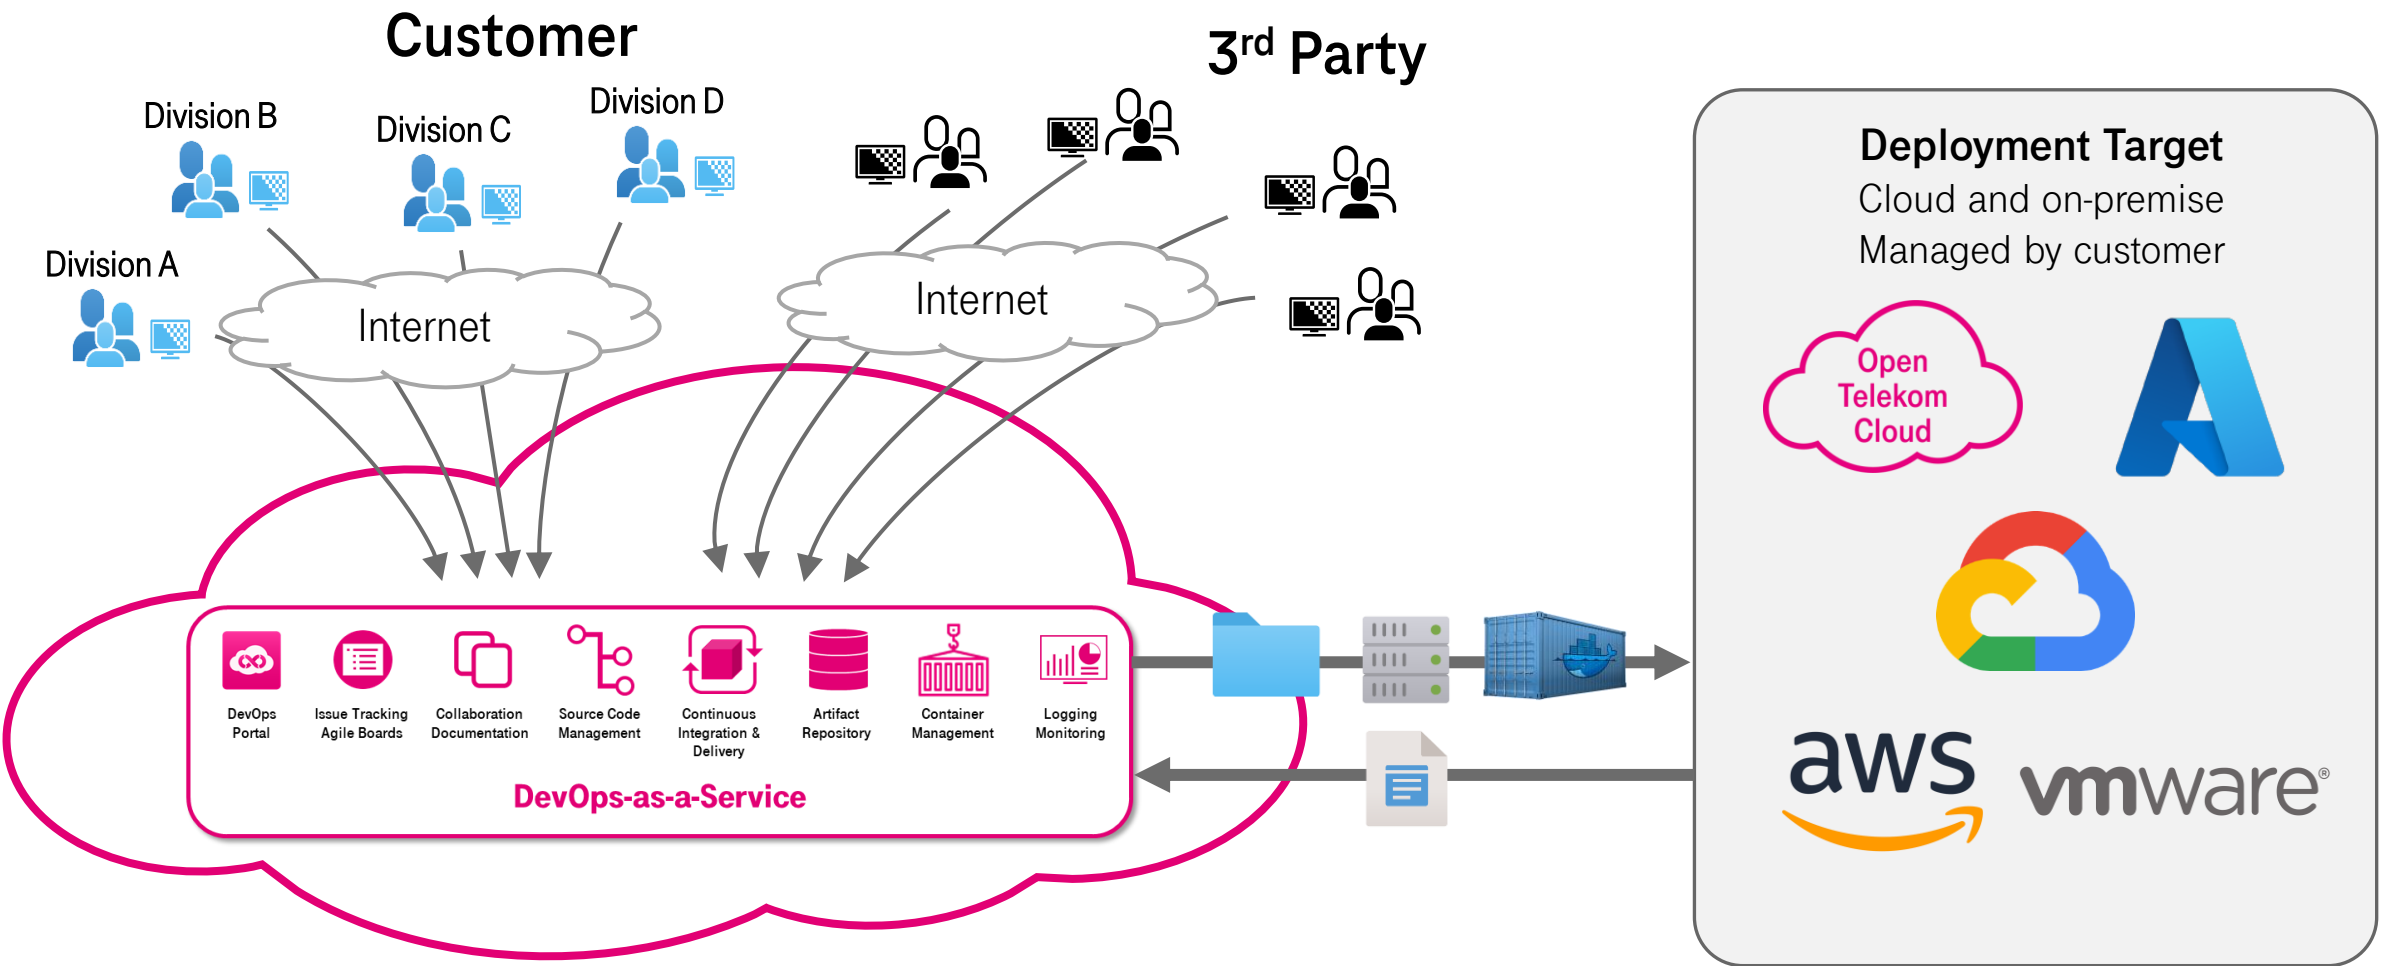 Customer
3rd Party
Division A
Division B
Division C
Division D
Internet
Internet
DevOps
Portal
Issue Tracking
Agile Boards
Collaboration
Documentation
Source Code
Management
Continuous
Integration &
Delivery
Artifact
Repository
Container
Management
Logging
Monitoring
DevOps-as-a-Service
Deployment Target
Cloud and on-premise
Managed by customer
Open
Telekom
Cloud
aws
vmware®